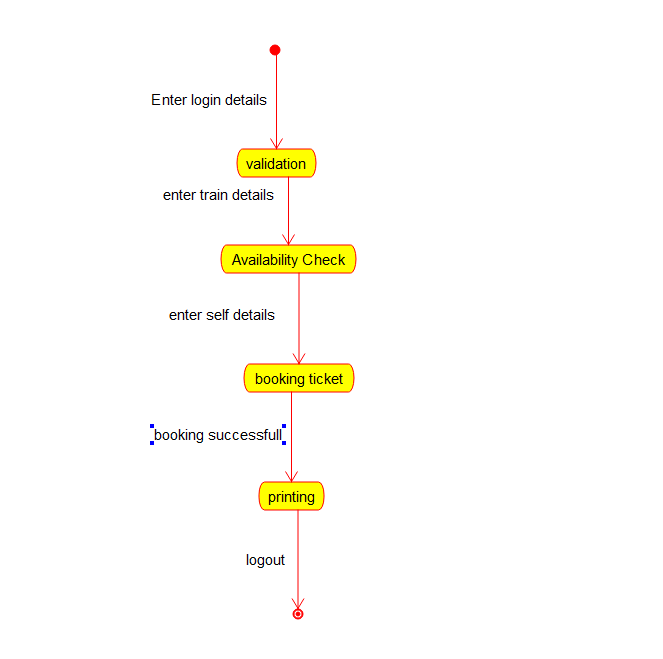 Enter login details
validation
enter train details
Availability Check
enter self details
booking ticket
booking successfull
printing
logout